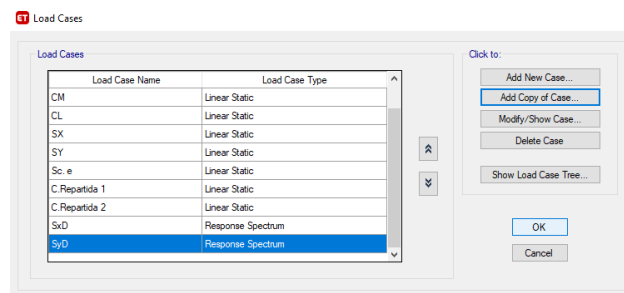 ET Load Cases
Load Cases
Click to:
Load Case Name Load Case Type
CM Linear Static
CL Linear Static
SX Linear Static
SY Linear Static
Sc. e Linear Static
C.Repartida 1 Linear Static
C.Repartida 2 Linear Static
SxD Response Spectrum
SyD Response Spectrum
Add New Case...
Add Copy of Case...
Modify/Show Case...
Delete Case
Show Load Case Tree...
OK
Cancel